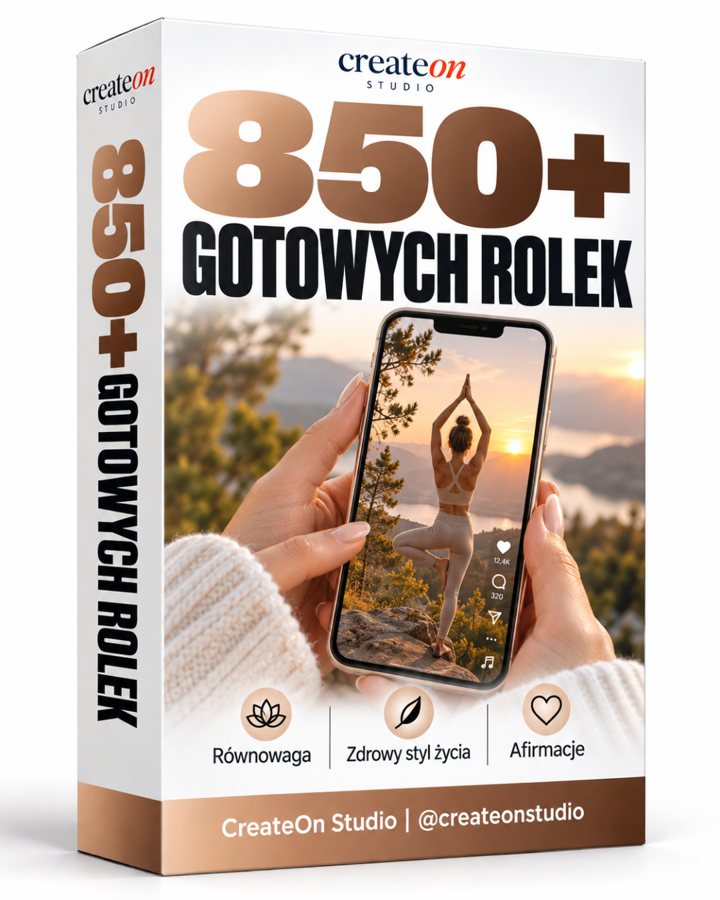 createon
STUDIO
850+ GOTOWYCH ROLEK
createon
STUDIO
850+
GOTOWYCH ROLEK
12,4K
320
Równowaga
Zdrowy styl życia
Afirmacje
CreateOn Studio | @createonstudio